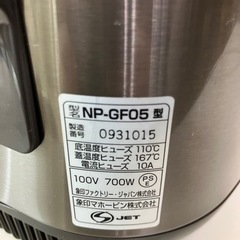 型名 NP-GF05 型
製造番号 0931015
底温度ヒューズ 110℃
蓋温度ヒューズ 167℃
電流ヒューズ 10A
100V 700W PSE
象印ファクトリー・ジャパン株式会社
象印マホービン株式会社
S JET